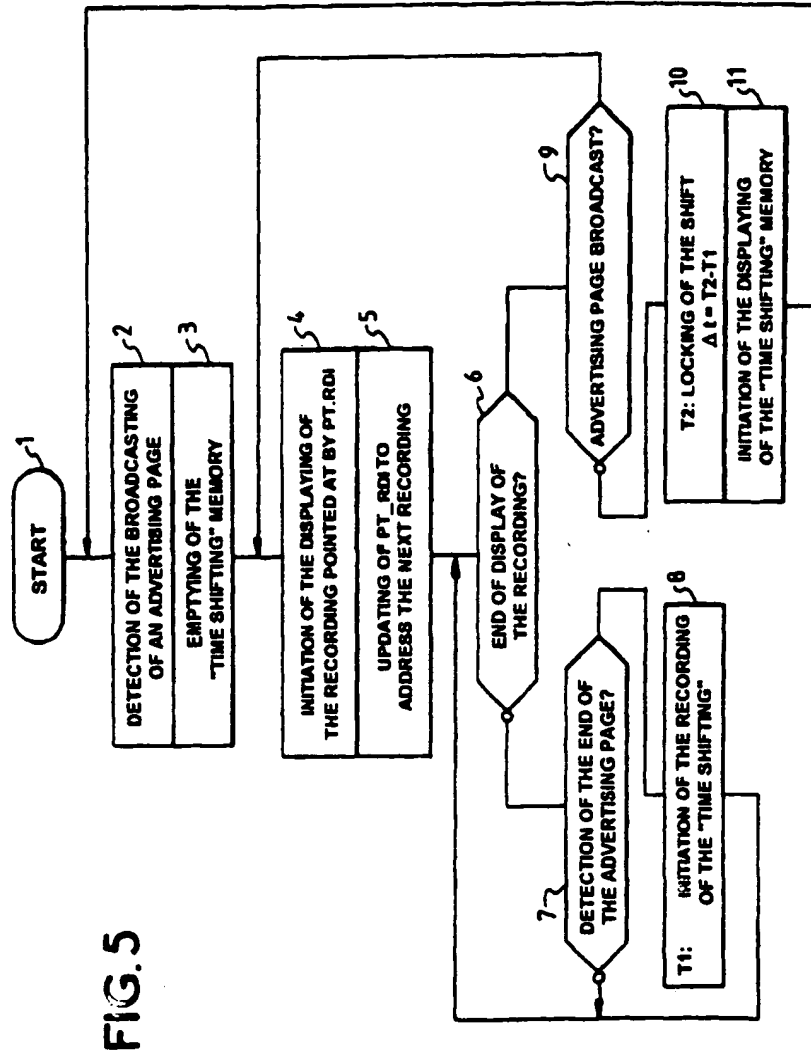 FIG.5
START
1
DETECTION OF THE BROADCASTING
OF AN ADVERTISING PAGE
2
EMPTYING OF THE
"TIME SHIFTING" MEMORY
3
INITIATION OF THE DISPLAYING OF
THE RECORDING POINTED AT BY PT.RDI
4
UPDATING OF PT_RDI TO
ADDRESS THE NEXT RECORDING
5
END OF DISPLAY OF
THE RECORDING?
6
7
DETECTION OF THE END OF
THE ADVERTISING PAGE?
T1: INITIATION OF THE RECORDING
OF THE "TIME SHIFTING"
8
ADVERTISING PAGE BROADCAST?
9
T2: LOCKING OF THE SHIFT
Δ t = T2-T1
10
INITIATION OF THE DISPLAYING
OF THE "TIME SHIFTING" MEMORY
11